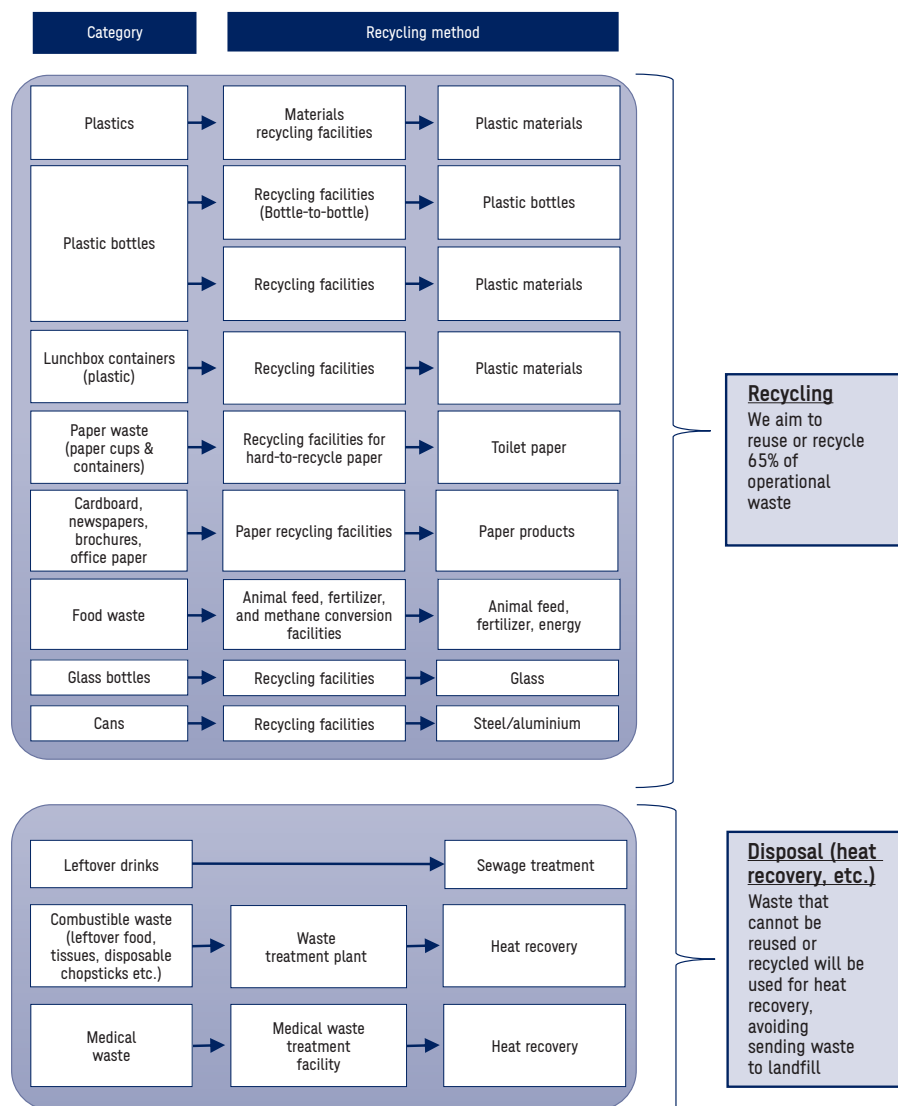 Category
Recycling method
Plastics
Materials
recycling facilities
Plastic materials
Plastic bottles
Recycling facilities
(Bottle-to-bottle)
Plastic bottles
Recycling facilities
Plastic materials
Lunchbox containers
(plastic)
Recycling facilities
Plastic materials
Paper waste
(paper cups &
containers)
Recycling facilities for
hard-to-recycle paper
Toilet paper
Cardboard,
newspapers,
brochures,
office paper
Paper recycling facilities
Paper products
Food waste
Animal feed, fertilizer,
and methane conversion
facilities
Animal feed,
fertilizer, energy
Glass bottles
Recycling facilities
Glass
Cans
Recycling facilities
Steel/aluminium
Recycling
We aim to
reuse or recycle
65% of
operational
waste
Leftover drinks
Sewage treatment
Combustible waste
(leftover food,
tissues, disposable
chopsticks etc.)
Waste
treatment plant
Heat recovery
Medical
waste
Medical waste
treatment
facility
Heat recovery
Disposal (heat
recovery, etc.)
Waste that
cannot be
reused or
recycled will be
used for heat
recovery,
avoiding
sending waste
to landfill